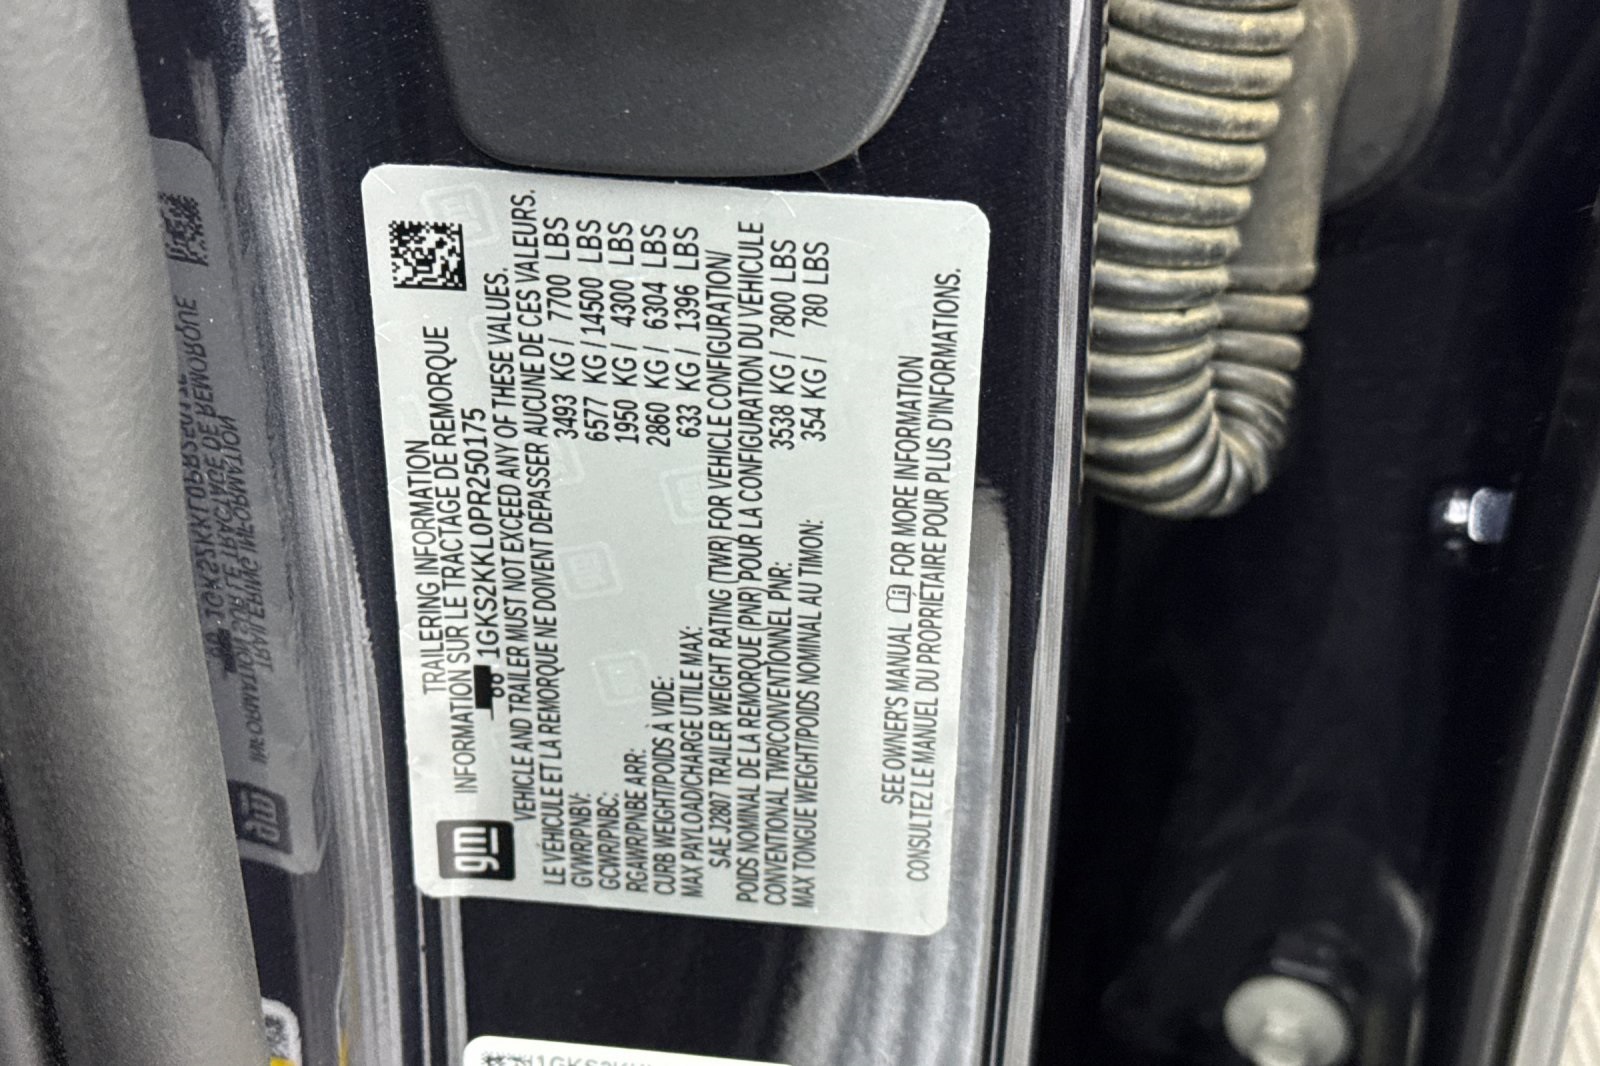 gm
TRAILERING INFORMATION
INFORMATION SUR LE TRACTAGE DE REMORQUE
1GKS2KKL0PR250175
VEHICLE AND TRAILER MUST NOT EXCEED ANY OF THESE VALUES.
LE VÉHICULE ET LA REMORQUE NE DOIVENT DÉPASSER AUCUNE DE CES VALEURS.
GVWR/PNBV: 3493 KG / 7700 LBS
GCWR/PNBC: 6577 KG / 14500 LBS
RGAWR/PNBE ARR: 1950 KG / 4300 LBS
CURB WEIGHT/POIDS À VIDE: 2860 KG / 6304 LBS
MAX PAYLOAD/CHARGE UTILE MAX: 633 KG / 1396 LBS
SAE J2807 TRAILER WEIGHT RATING (TWR) FOR VEHICLE CONFIGURATION/
POIDS NOMINAL DE LA REMORQUE (PNR) POUR LA CONFIGURATION DU VÉHICULE
CONVENTIONAL TWR/CONVENTIONNEL PNR: 3538 KG / 7800 LBS
MAX TONGUE WEIGHT/POIDS NOMINAL AU TIMON: 354 KG / 780 LBS
SEE OWNER'S MANUAL FOR MORE INFORMATION
CONSULTEZ LE MANUEL DU PROPRIÉTAIRE POUR PLUS D'INFORMATIONS.